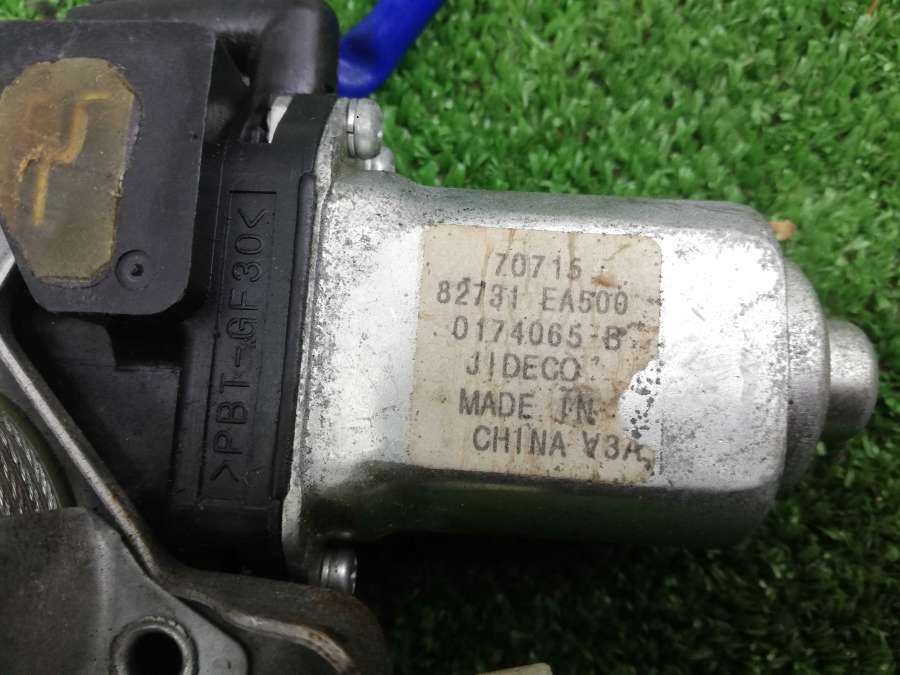 >PBT-GF30<
70715
82731 EA500
0174065-B
JIDECO
MADE IN
CHINA V3A